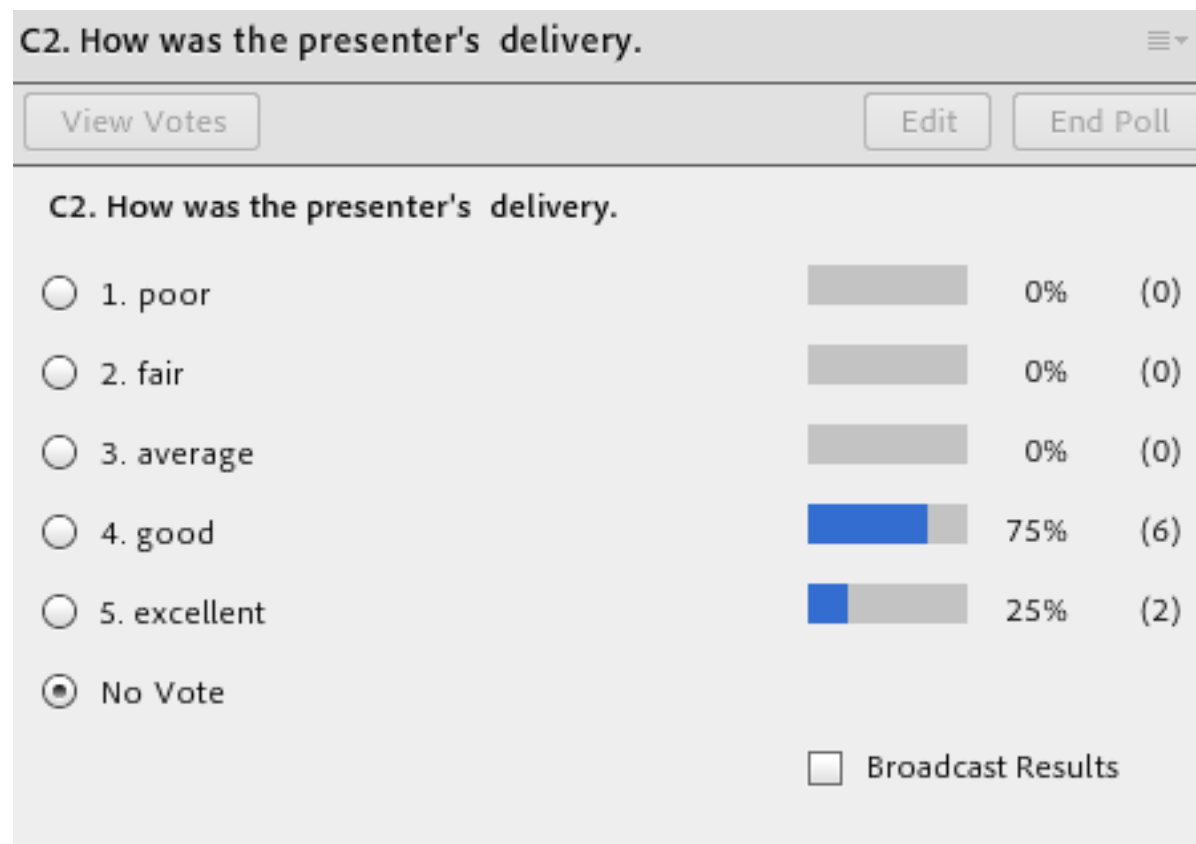 C2. How was the presenter's  delivery.
View Votes Edit End Poll
C2. How was the presenter's  delivery.
1. poor 0% (0)
2. fair 0% (0)
3. average 0% (0)
4. good 75% (6)
5. excellent 25% (2)
No Vote
Broadcast Results